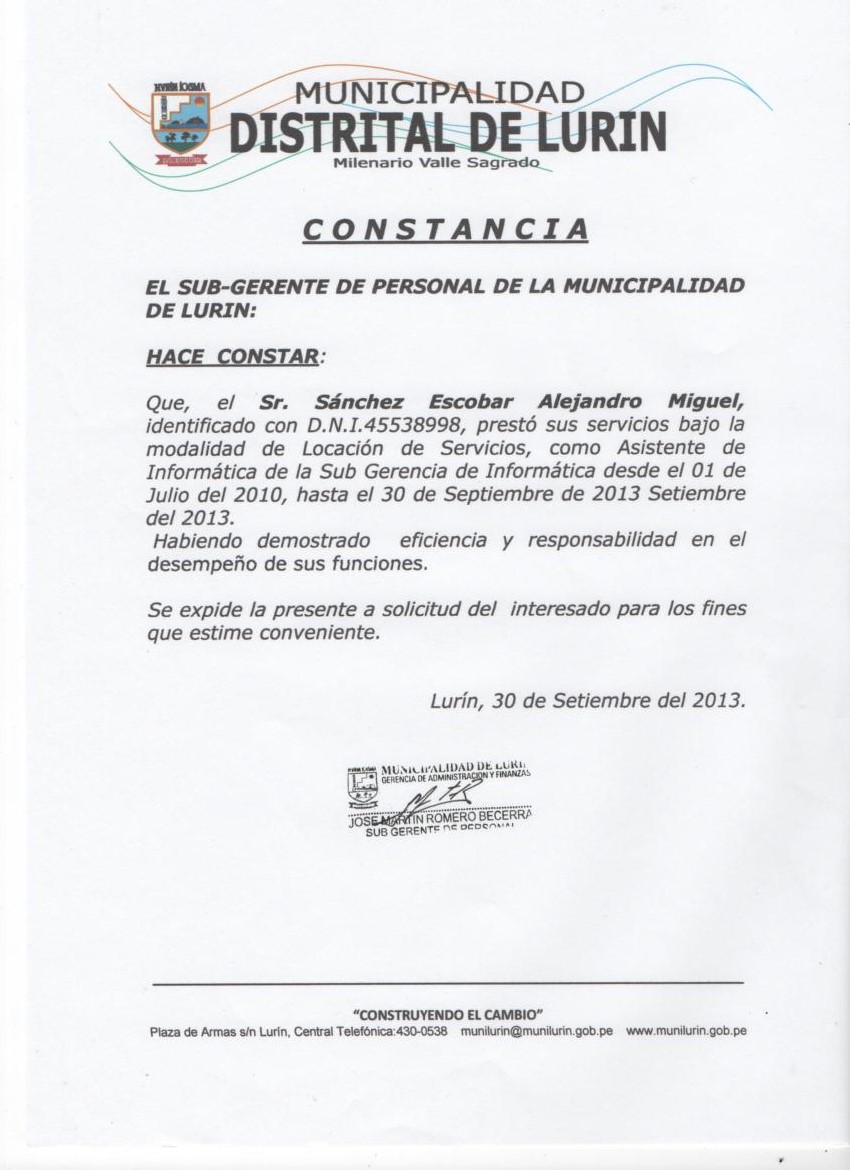 HVRIN ICHSMA
MUNICIPALIDAD
DISTRITAL DE LURIN
Milenario Valle Sagrado
CONSTANCIA
EL SUB-GERENTE DE PERSONAL DE LA MUNICIPALIDAD
DE LURIN:
HACE CONSTAR:
Que, el Sr. Sánchez Escobar Alejandro Miguel,
identificado con D.N.I.45538998, prestó sus servicios bajo la
modalidad de Locación de Servicios, como Asistente de
Informática de la Sub Gerencia de Informática desde el 01 de
Julio del 2010, hasta el 30 de Septiembre de 2013 Setiembre
del 2013.
Habiendo demostrado eficiencia y responsabilidad en el
desempeño de sus funciones.
Se expide la presente a solicitud del interesado para los fines
que estime conveniente.
Lurín, 30 de Setiembre del 2013.
MUNICIPALIDAD DE LURIN
GERENCIA DE ADMINISTRACION Y FINANZAS
JOSE MARTIN ROMERO BECERRA
SUB GERENTE DE PERSONAL
“CONSTRUYENDO EL CAMBIO”
Plaza de Armas s/n Lurín, Central Telefónica:430-0538 munilurin@munilurin.gob.pe www.munilurin.gob.pe